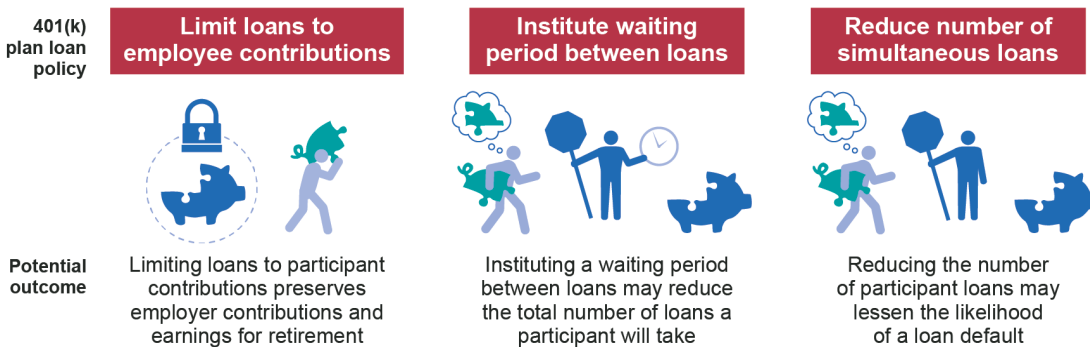 401(k)
plan loan
policy
Limit loans to
employee contributions
Institute waiting
period between loans
Reduce number of
simultaneous loans
Potential
outcome
Limiting loans to participant
contributions preserves
employer contributions and
earnings for retirement
Instituting a waiting period
between loans may reduce
the total number of loans a
participant will take
Reducing the number
of participant loans may
lessen the likelihood
of a loan default